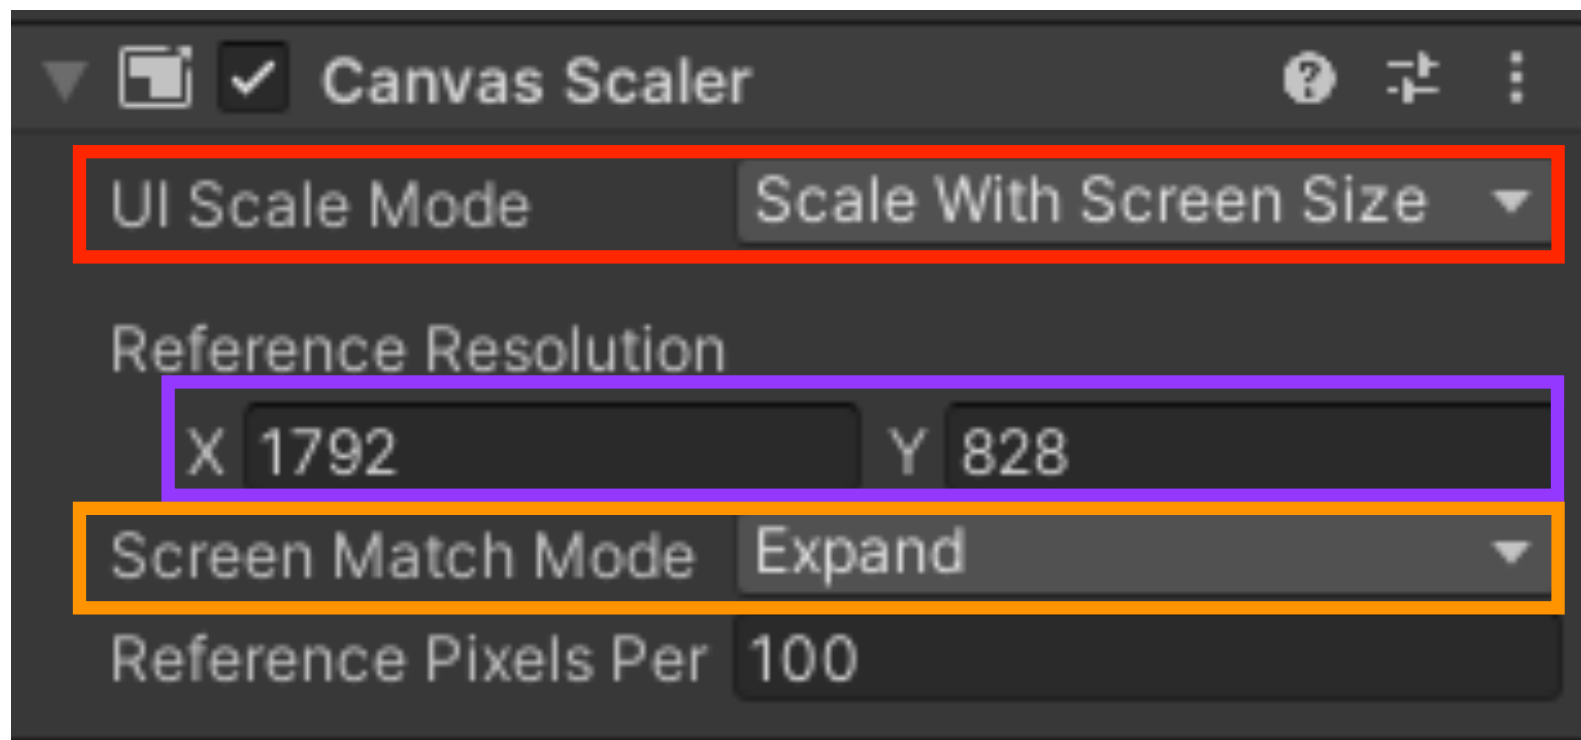 Canvas Scaler
UI Scale Mode Scale With Screen Size
Reference Resolution
X 1792 Y 828
Screen Match Mode Expand
Reference Pixels Per 100